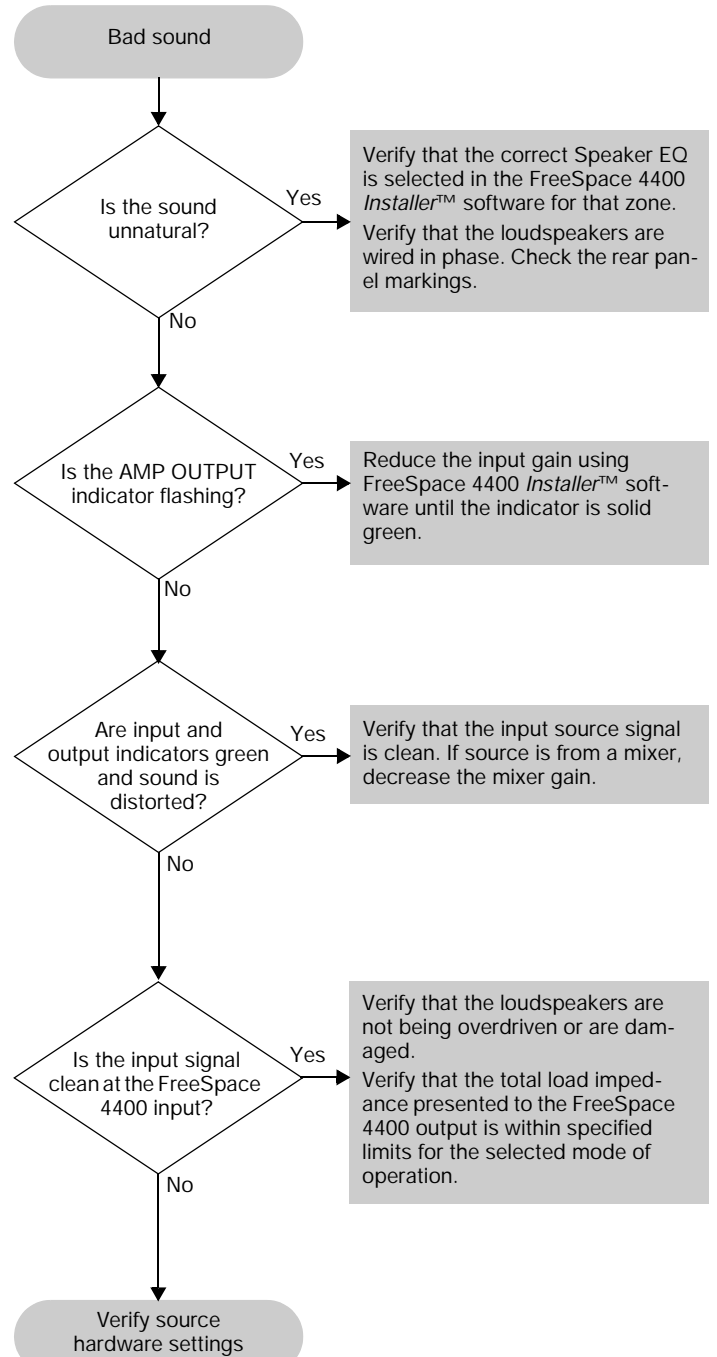 Bad sound
Is the sound
unnatural?
Yes
Verify that the correct Speaker EQ
is selected in the FreeSpace 4400
Installer™ software for that zone.
Verify that the loudspeakers are
wired in phase. Check the rear pan-
el markings.
No
Is the AMP OUTPUT
indicator flashing?
Yes
Reduce the input gain using
FreeSpace 4400 Installer™ soft-
ware until the indicator is solid
green.
No
Are input and
output indicators green
and sound is
distorted?
Yes
Verify that the input source signal
is clean. If source is from a mixer,
decrease the mixer gain.
No
Is the input signal
clean at the FreeSpace
4400 input?
Yes
Verify that the loudspeakers are
not being overdriven or are dam-
aged.
Verify that the total load imped-
ance presented to the FreeSpace
4400 output is within specified
limits for the selected mode of
operation.
No
Verify source
hardware settings